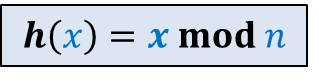 h(x) = x mod n